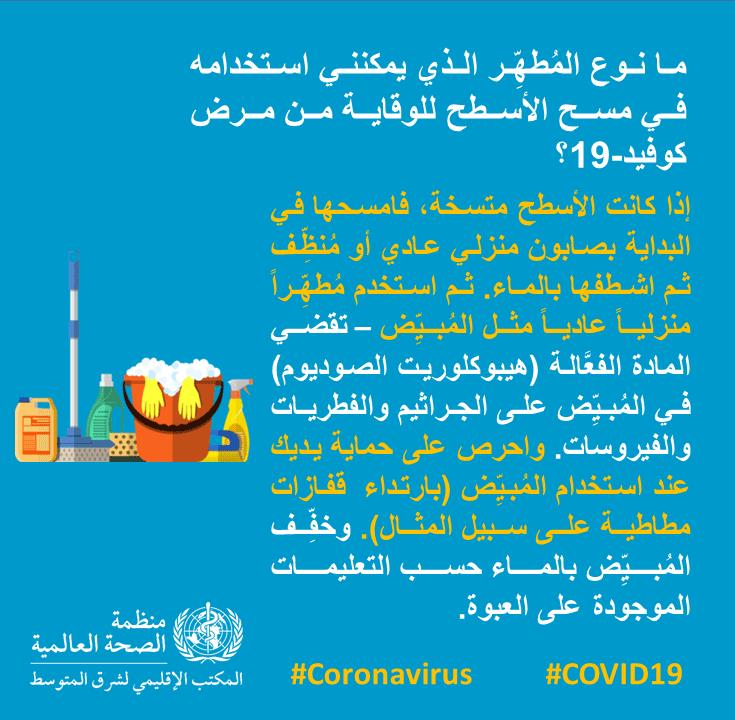 ما نوع المُطهِّر الذي يمكنني استخدامه
في مسح الأسطح للوقاية من مرض
كوفيد-19؟
إذا كانت الأسطح متسخة، فامسحها في
البداية بصابون منزلي عادي أو مُنظِّف
ثم اشطفها بالماء. ثم استخدم مُطهِّراً
منزلياً عادياً مثل المُبيِّض – تقضي
المادة الفعَّالة (هيبوكلوريت الصوديوم)
في المُبيِّض على الجراثيم والفطريات
والفيروسات. واحرص على حماية يديك
عند استخدام المُبيِّض (بارتداء قفازات
مطاطية على سبيل المثال). وخفِّف
المُبيِّض بالماء حسب التعليمات
الموجودة على العبوة.
منظمة
الصحة العالمية
المكتب الإقليمي لشرق المتوسط
#Coronavirus #COVID19